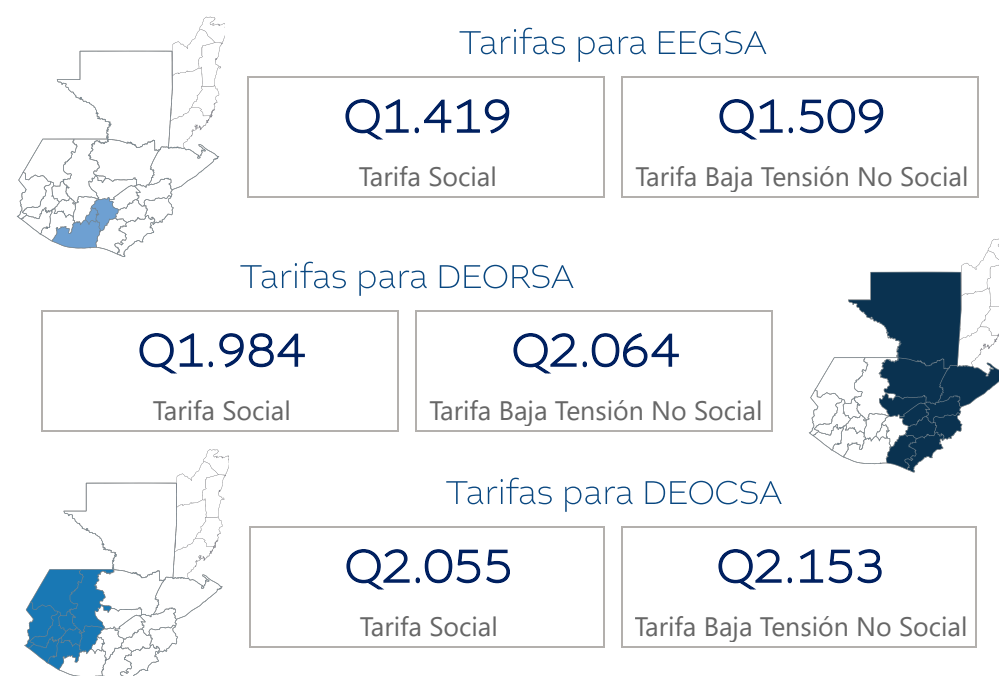 Tarifas para EEGSA
Q1.419
Tarifa Social
Q1.509
Tarifa Baja Tensión No Social
Tarifas para DEORSA
Q1.984
Tarifa Social
Q2.064
Tarifa Baja Tensión No Social
Tarifas para DEOCSA
Q2.055
Tarifa Social
Q2.153
Tarifa Baja Tensión No Social